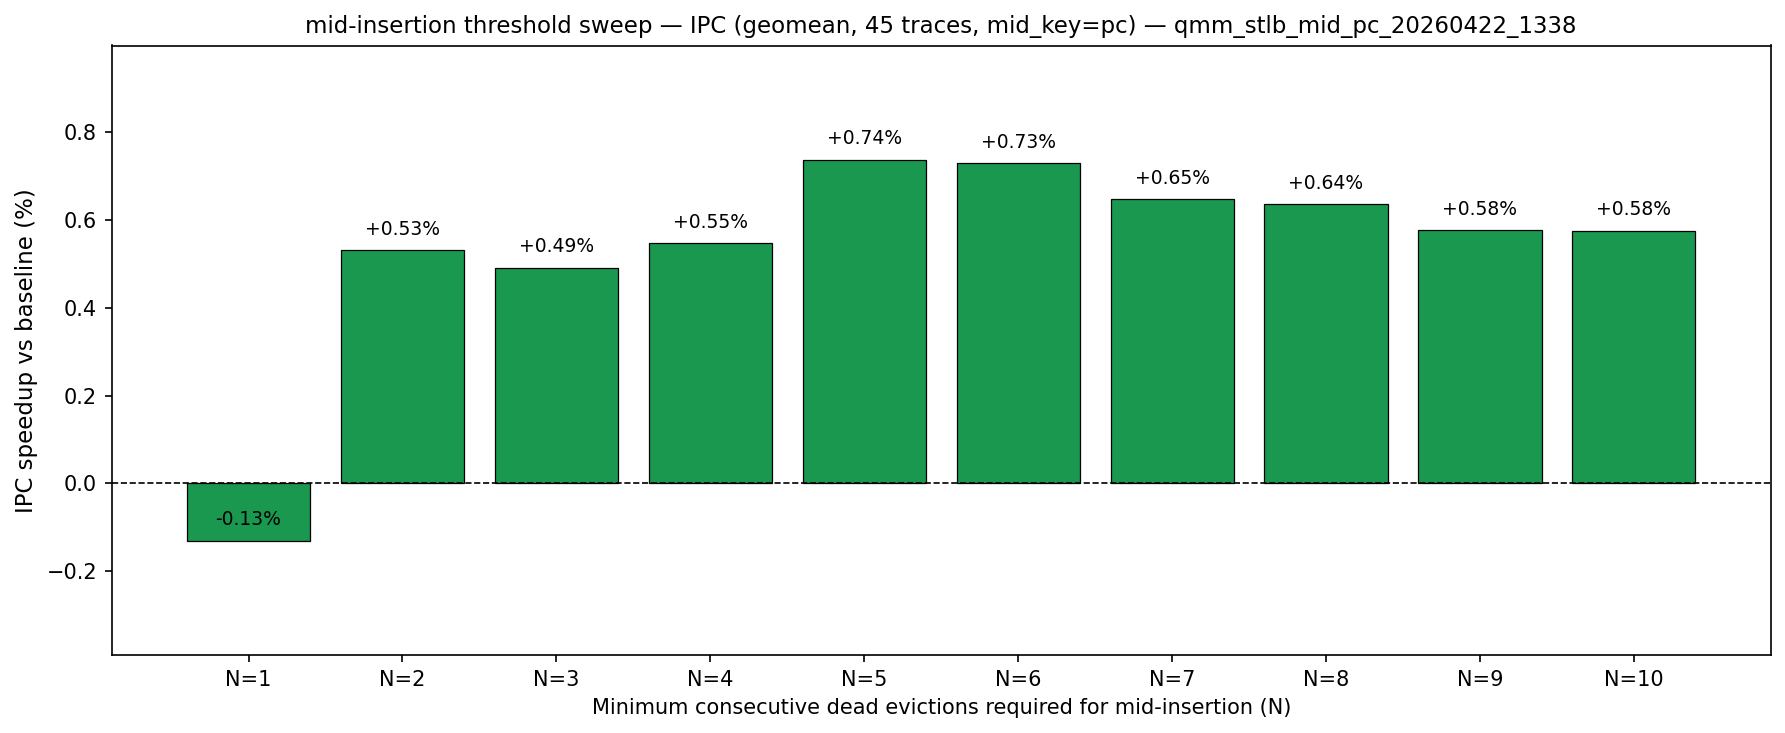 mid-insertion threshold sweep — IPC (geomean, 45 traces, mid_key=pc) — qmm_stlb_mid_pc_20260422_1338
IPC speedup vs baseline (%)
0.8
0.6
0.4
0.2
0.0
−0.2
-0.13%
+0.53%
+0.49%
+0.55%
+0.74%
+0.73%
+0.65%
+0.64%
+0.58%
+0.58%
N=1
N=2
N=3
N=4
N=5
N=6
N=7
N=8
N=9
N=10
Minimum consecutive dead evictions required for mid-insertion (N)